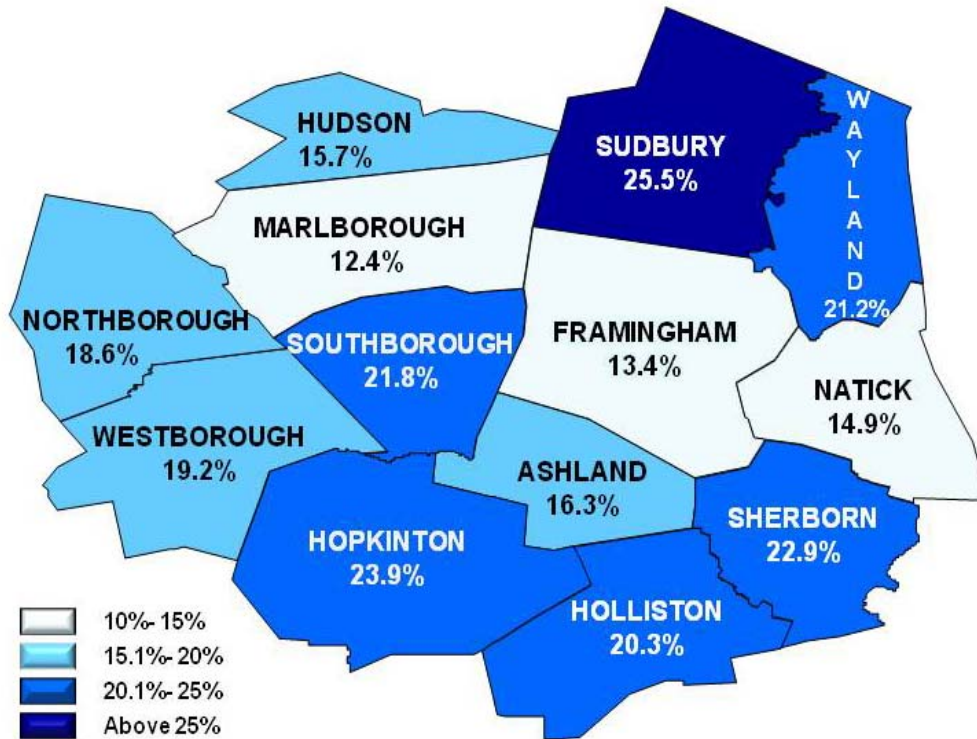 HUDSON
15.7%
SUDBURY
25.5%
WAYLAND
21.2%
MARLBOROUGH
12.4%
NORTHBOROUGH
18.6%
SOUTHBOROUGH
21.8%
FRAMINGHAM
13.4%
NATICK
14.9%
WESTBOROUGH
19.2%
ASHLAND
16.3%
SHERBORN
22.9%
HOPKINTON
23.9%
HOLLISTON
20.3%
10%- 15%
15.1%- 20%
20.1%- 25%
Above 25%